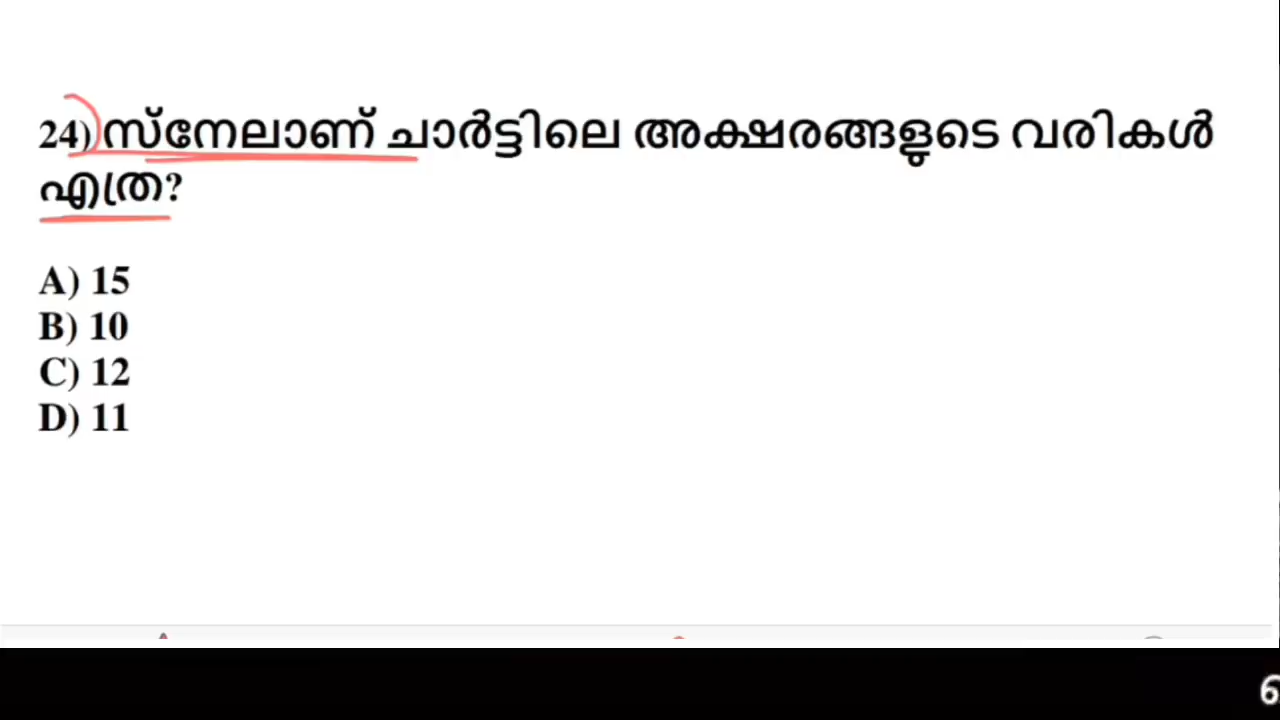 24) സ്നേലാണ് ചാർട്ടിലെ അക്ഷരങ്ങളുടെ വരികൾ
എത്ര?
A) 15
B) 10
C) 12
D) 11